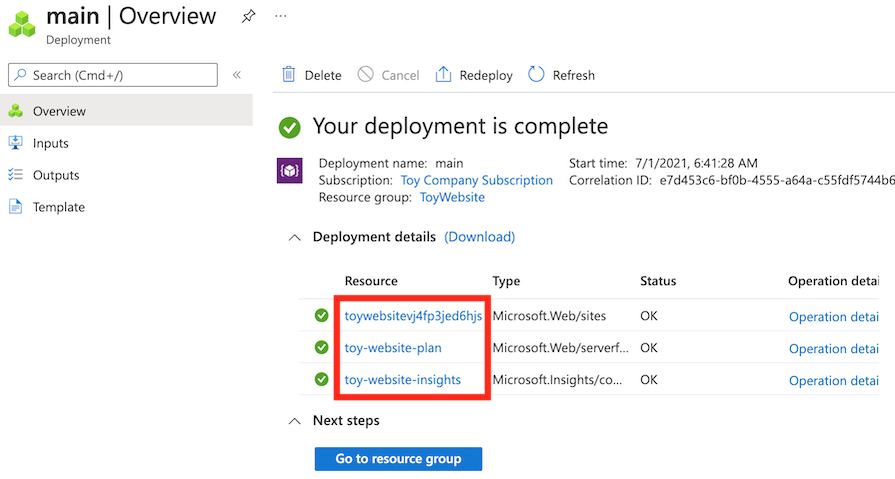 main | Overview
...
Deployment
Search (Cmd+/)
«
Delete
Cancel
Redeploy
Refresh
Overview
Inputs
Outputs
Template
Your deployment is complete
Deployment name: main
Start time: 7/1/2021, 6:41:28 AM
Subscription: Toy Company Subscription
Correlation ID: e7d453c6-bf0b-4555-a64a-c55fdf5744b6
Resource group: ToyWebsite
Deployment details (Download)
Resource Type Status Operation detai
toywebsitevj4fp3jed6hjs Microsoft.Web/sites OK Operation detai
toy-website-plan Microsoft.Web/serverf... OK Operation detai
toy-website-insights Microsoft.Insights/co... OK Operation detai
Next steps
Go to resource group